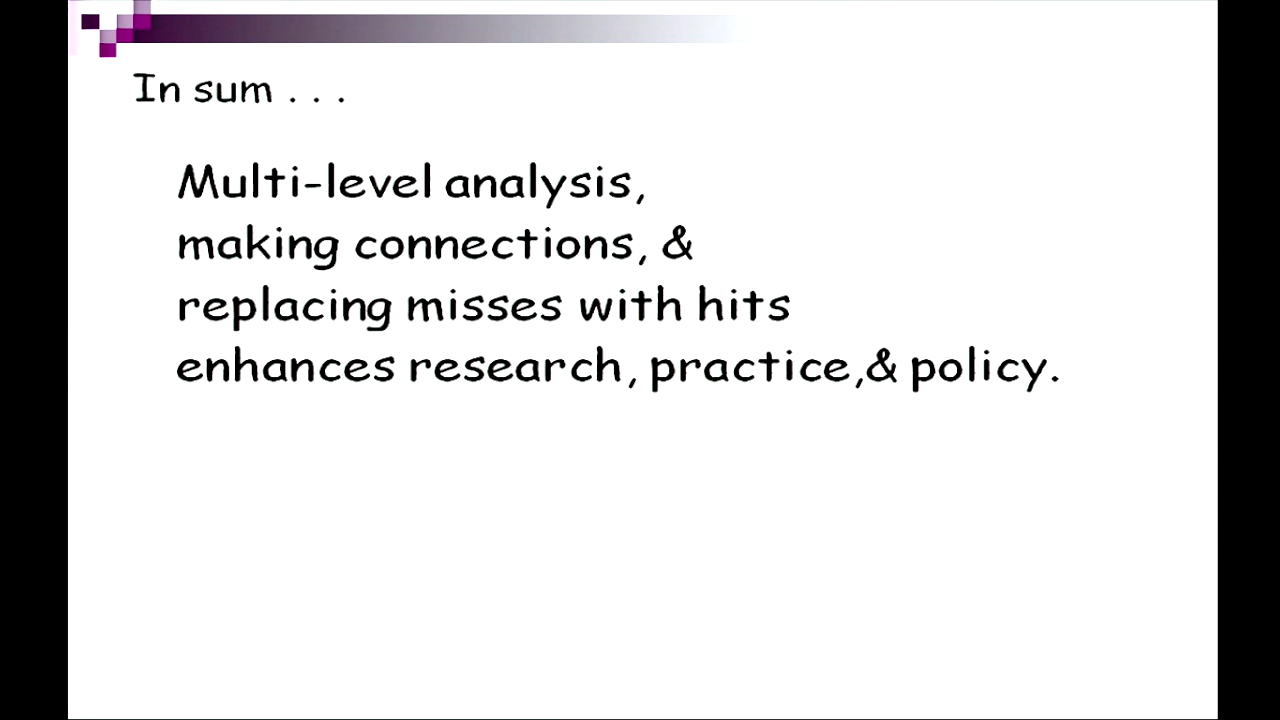 In sum . . .
Multi-level analysis,
making connections, &
replacing misses with hits
enhances research, practice,& policy.